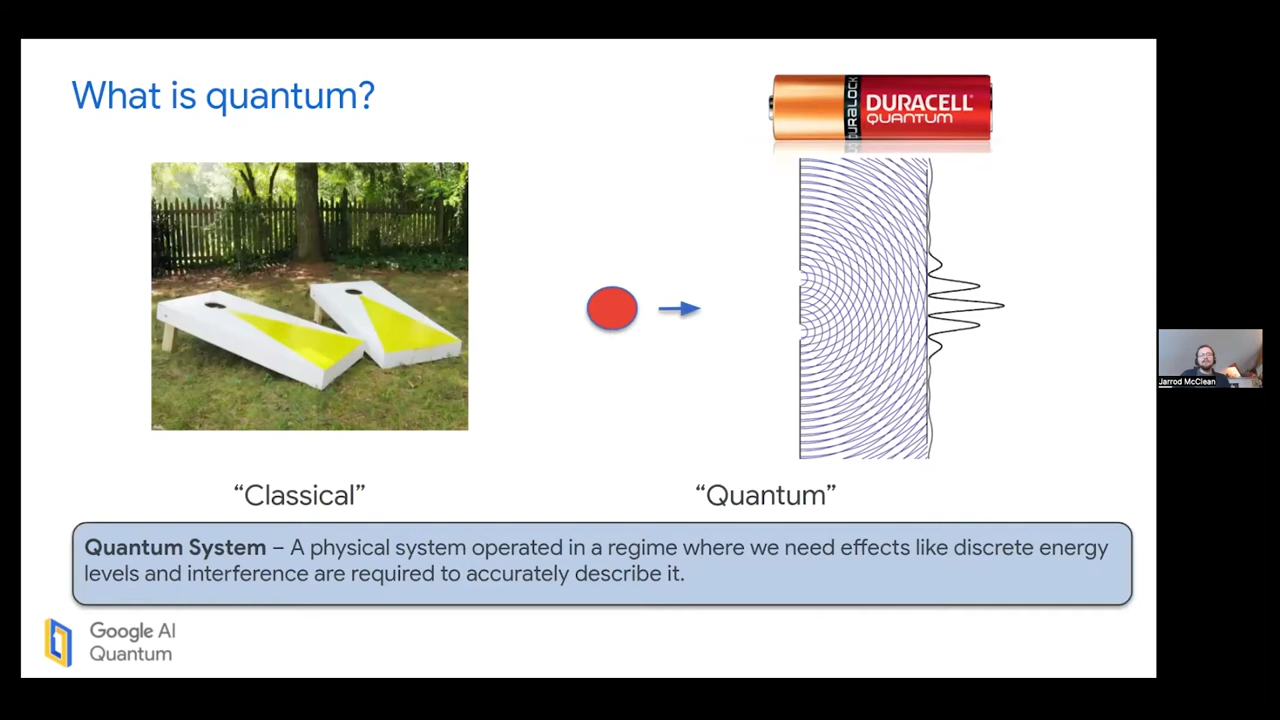 What is quantum?
DURALOCK
DURACELL
QUANTUM
“Classical”
“Quantum”
Quantum System – A physical system operated in a regime where we need effects like discrete energy
levels and interference are required to accurately describe it.
Google AI
Quantum
Jarrod McClean